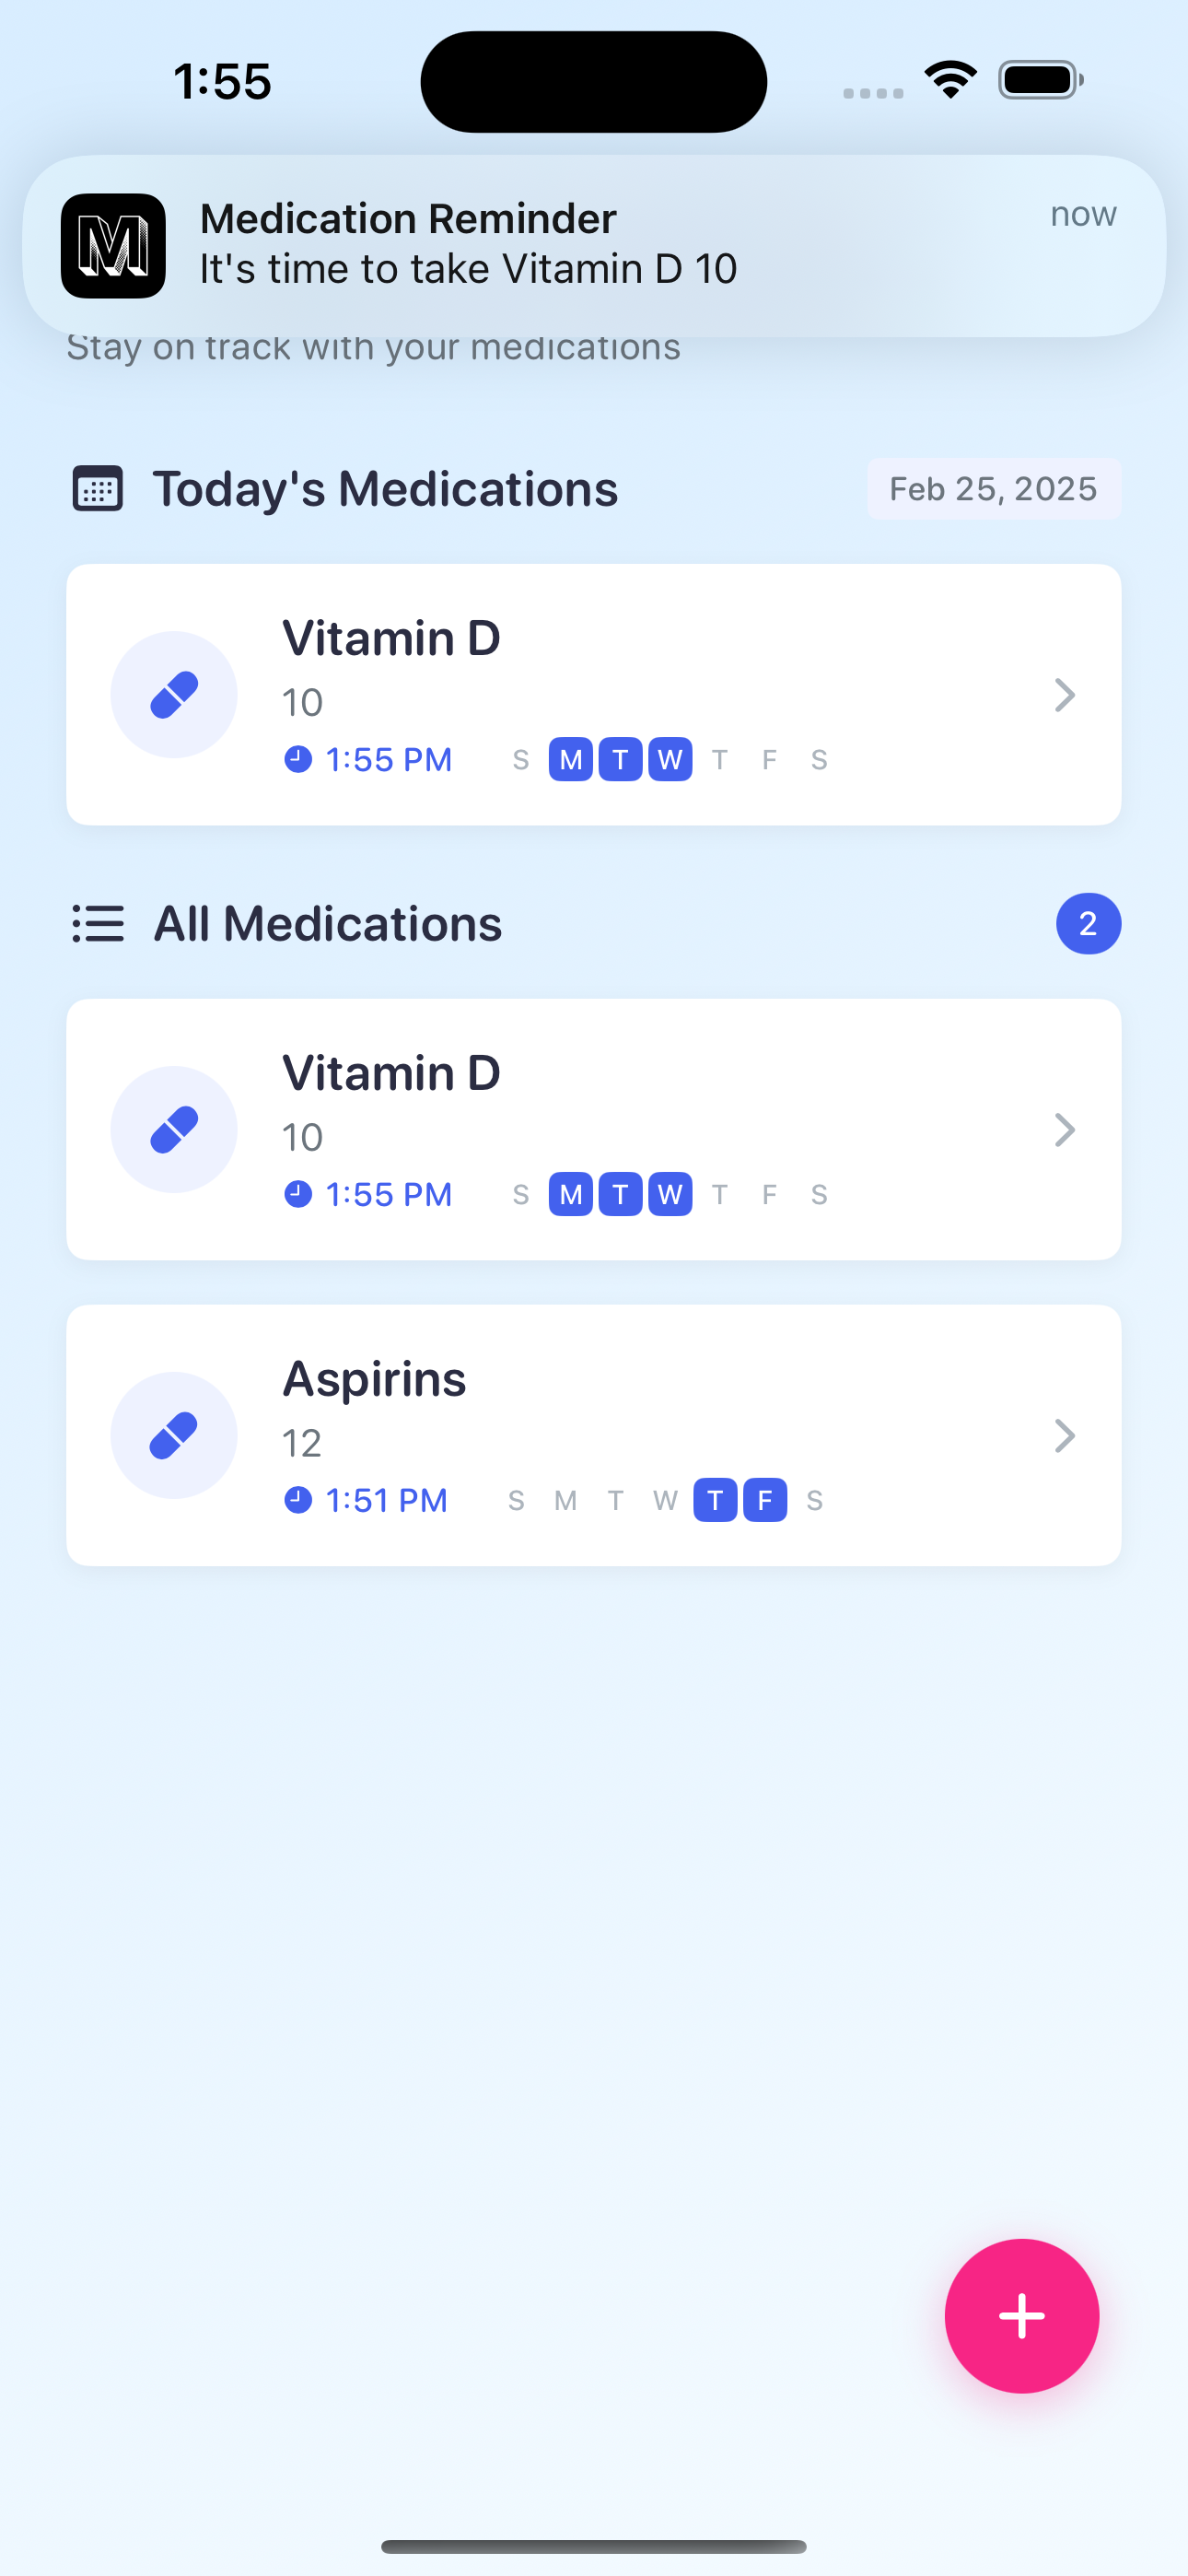 1:55
M
Medication Reminder
now
It's time to take Vitamin D 10
Stay on track with your medications
Today's Medications
Feb 25, 2025
Vitamin D
10
1:55 PM S M T W T F S
All Medications
2
Vitamin D
10
1:55 PM S M T W T F S
Aspirins
12
1:51 PM S M T W T F S